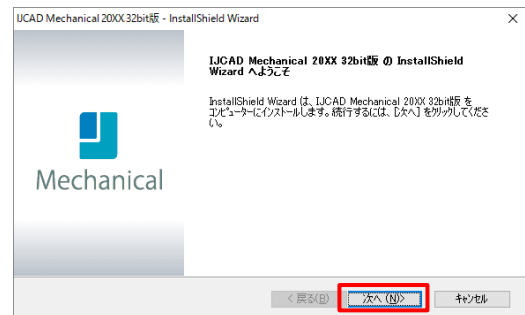 IJCAD Mechanical 20XX 32bit版 - InstallShield Wizard
IJCAD Mechanical 20XX 32bit版 の InstallShield
Wizard へようこそ
InstallShield Wizard は、IJCAD Mechanical 20XX 32bit版 を
コンピューターにインストールします。続行するには、[次へ] をクリックしてくださ
い。
Mechanical
< 戻る(B)
次へ (N)>
キャンセル